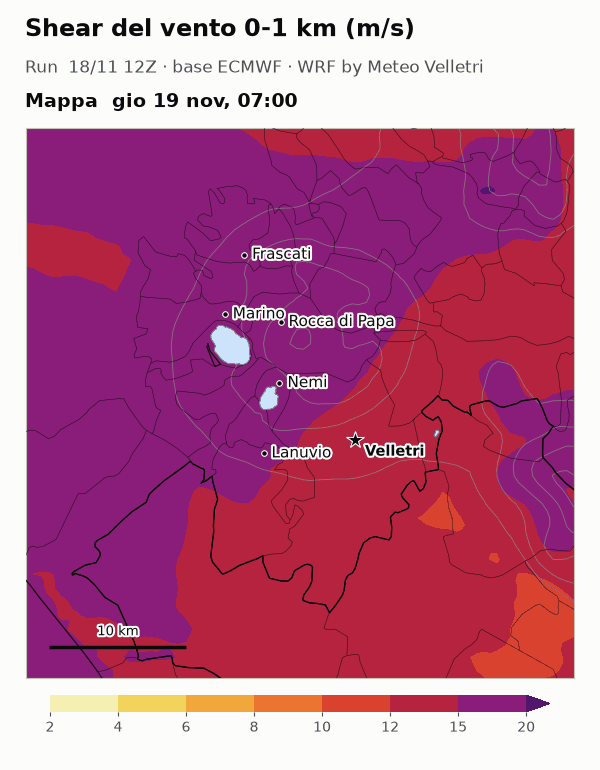 Shear del vento 0-1 km (m/s)
Run  18/11 12Z · base ECMWF · WRF by Meteo Velletri
Mappa  gio 19 nov, 07:00
Frascati
Marino
Rocca di Papa
Nemi
Velletri
Lanuvio
10 km
2 4 6 8 10 12 15 20